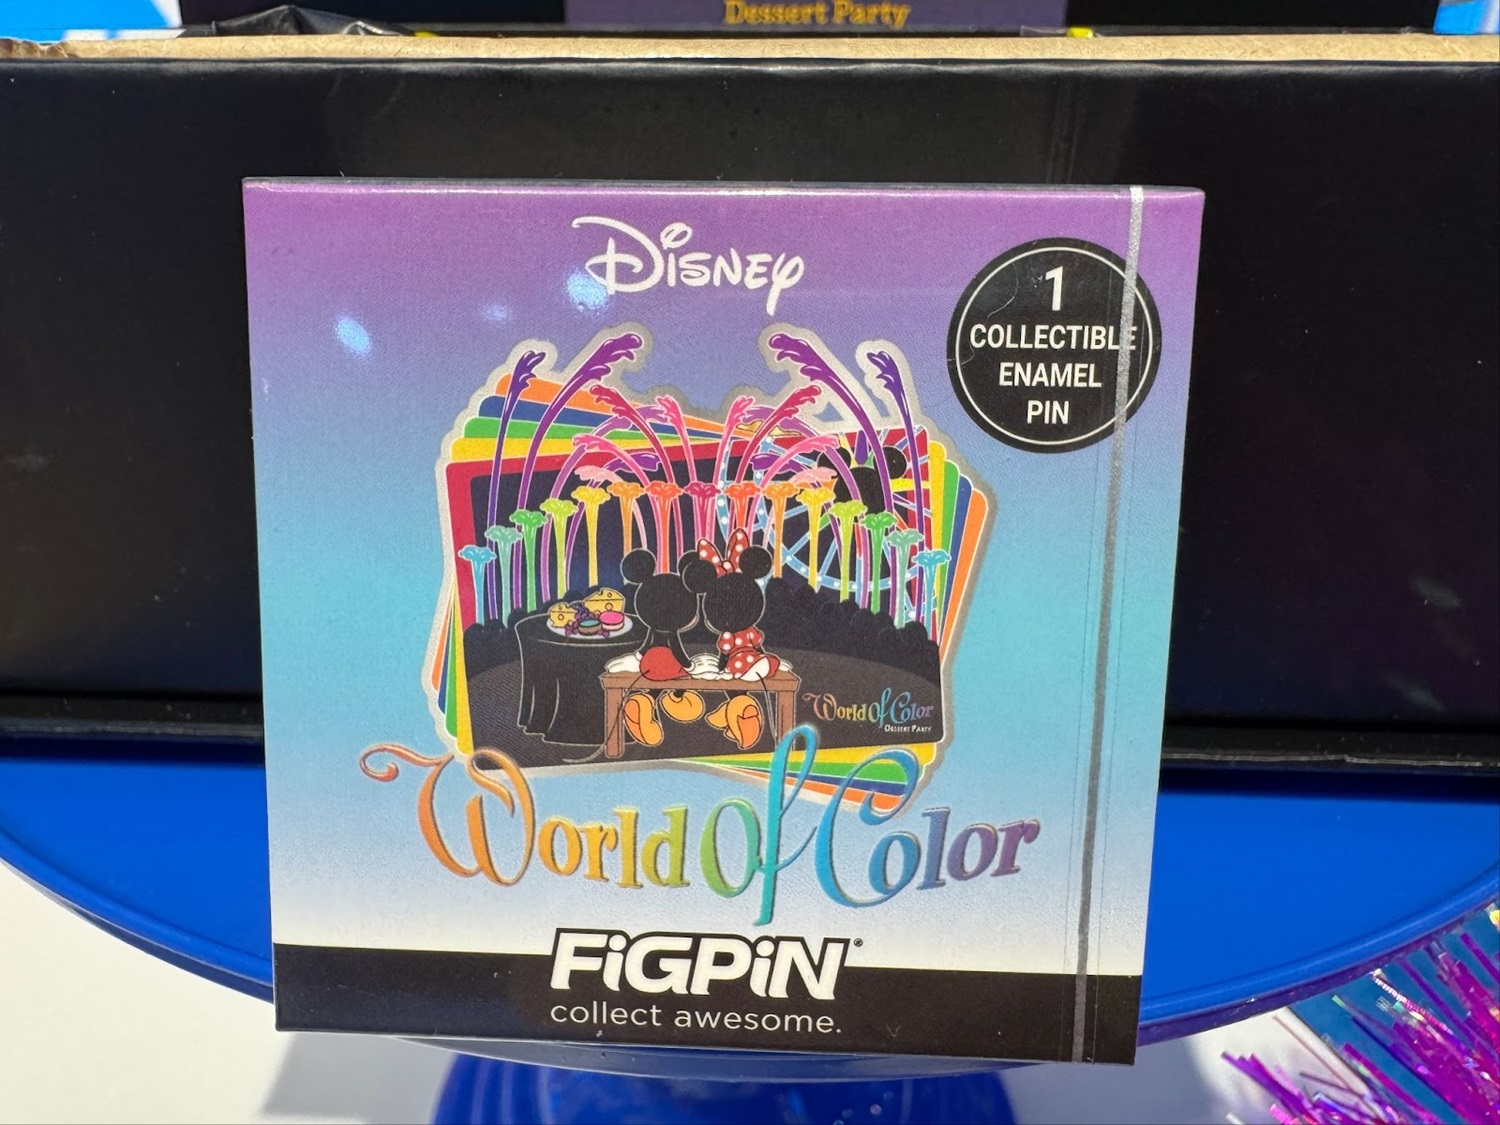 Dessert Party
Disney
1
COLLECTIBLE
ENAMEL
PIN
World of Color
DESSERT PARTY
World of Color
FiGPiN®
collect awesome.